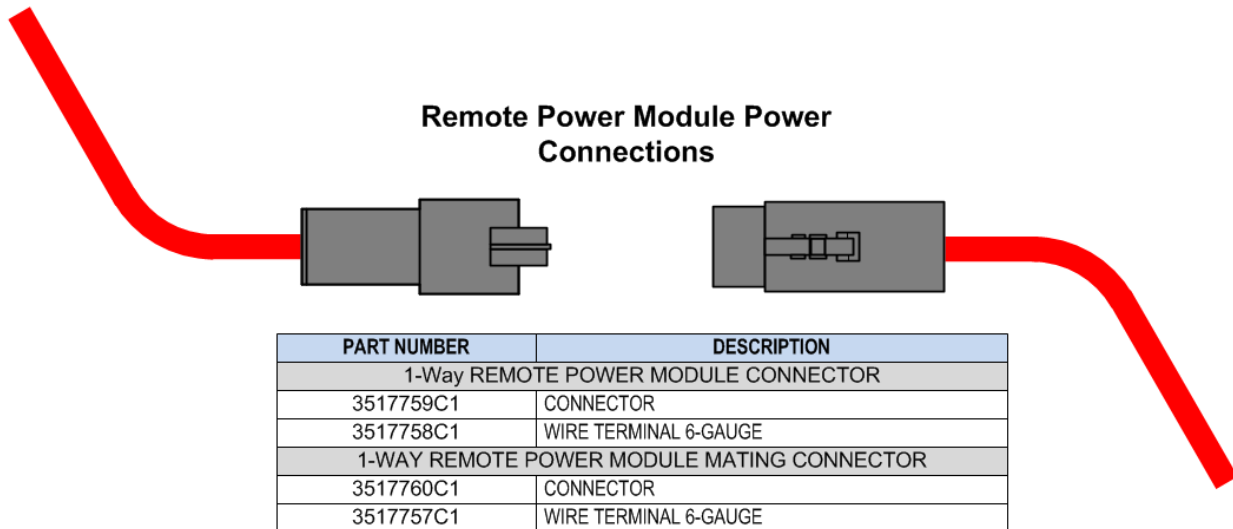 Remote Power Module Power
Connections
PART NUMBER DESCRIPTION
1-Way REMOTE POWER MODULE CONNECTOR
3517759C1 CONNECTOR
3517758C1 WIRE TERMINAL 6-GAUGE
1-WAY REMOTE POWER MODULE MATING CONNECTOR
3517760C1 CONNECTOR
3517757C1 WIRE TERMINAL 6-GAUGE